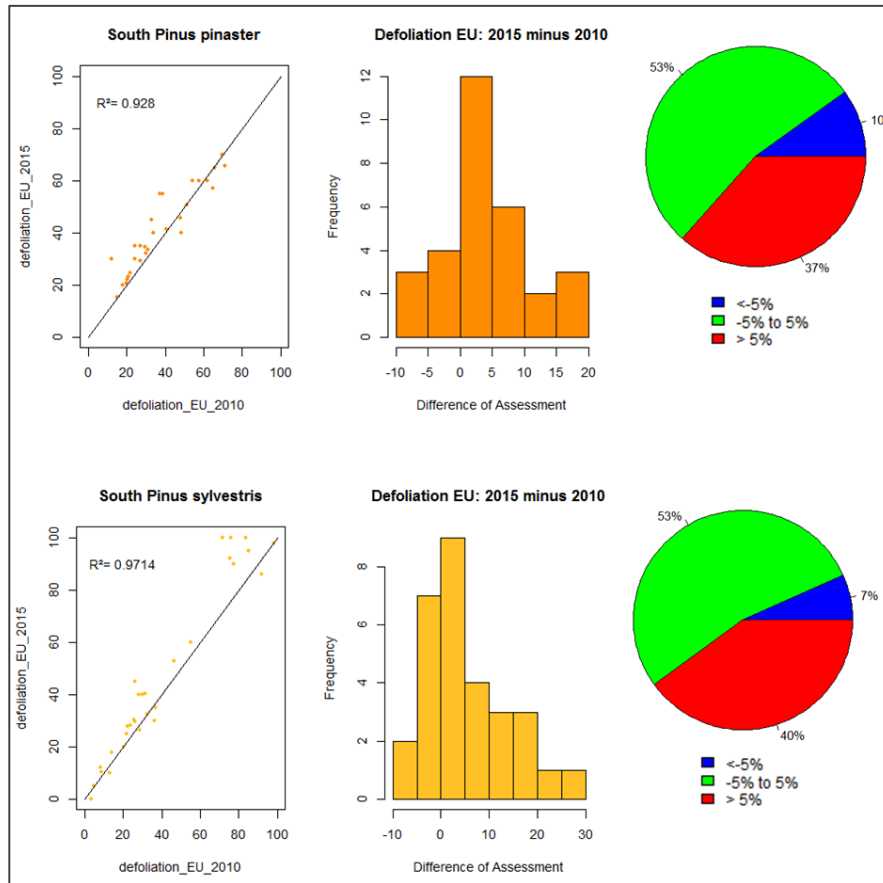 South Pinus pinaster
R²= 0.928
defoliation_EU_2015
0 20 40 60 80 100
0 20 40 60 80 100
defoliation_EU_2010
Defoliation EU: 2015 minus 2010
Frequency
0 2 4 6 8 10 12
-10 -5 0 5 10 15 20
Difference of Assessment
53%
10
37%
<-5%
-5% to 5%
> 5%
South Pinus sylvestris
R²= 0.9714
defoliation_EU_2015
0 20 40 60 80 100
0 20 40 60 80 100
defoliation_EU_2010
Defoliation EU: 2015 minus 2010
Frequency
0 2 4 6 8
-10 0 10 20 30
Difference of Assessment
53%
7%
40%
<-5%
-5% to 5%
> 5%